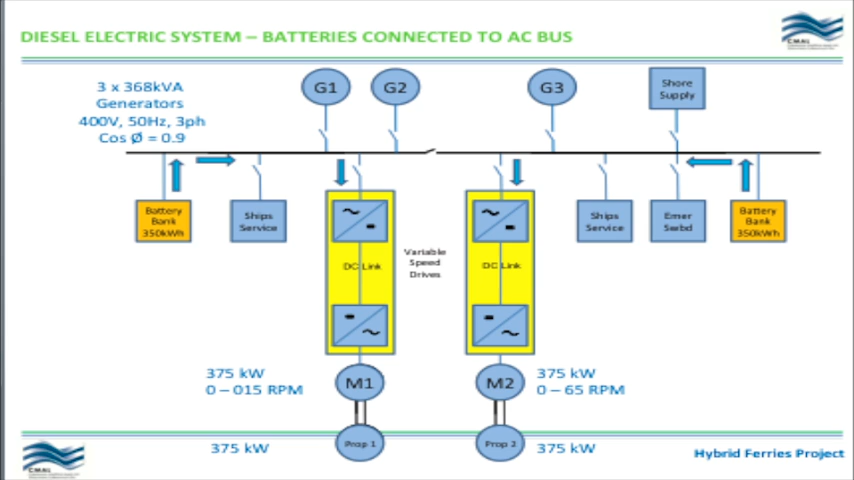 DIESEL ELECTRIC SYSTEM – BATTERIES CONNECTED TO AC BUS
CMAL
3 x 368kVA
Generators
400V, 50Hz, 3ph
Cos Ø = 0.9
G1
G2
G3
Shore
Supply
Battery
Bank
350kWh
Ships
Service
Ships
Service
Emer
Swbd
Battery
Bank
350kWh
DC Link
Variable
Speed
Drives
DC Link
375 kW
0 – 015 RPM
M1
M2
375 kW
0 – 65 RPM
375 kW
Prop 1
Prop 2
375 kW
Hybrid Ferries Project
CMAL